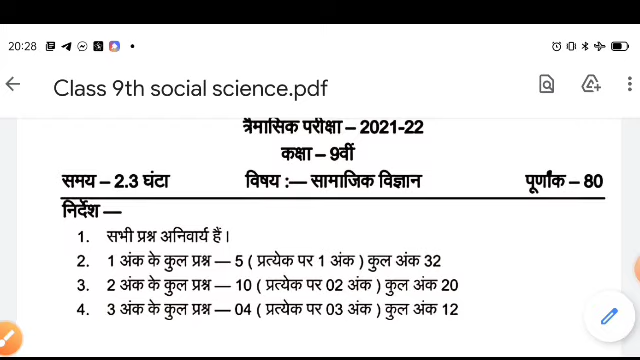 20:28
Class 9th social science.pdf
त्रैमासिक परीक्षा – 2021-22
कक्षा – 9वीं
समय – 2.3 घंटा विषय :— सामाजिक विज्ञान पूर्णांक – 80
निर्देश —
1. सभी प्रश्न अनिवार्य हैं।
2. 1 अंक के कुल प्रश्न — 5 ( प्रत्येक पर 1 अंक ) कुल अंक 32
3. 2 अंक के कुल प्रश्न — 10 ( प्रत्येक पर 02 अंक ) कुल अंक 20
4. 3 अंक के कुल प्रश्न — 04 ( प्रत्येक पर 03 अंक ) कुल अंक 12